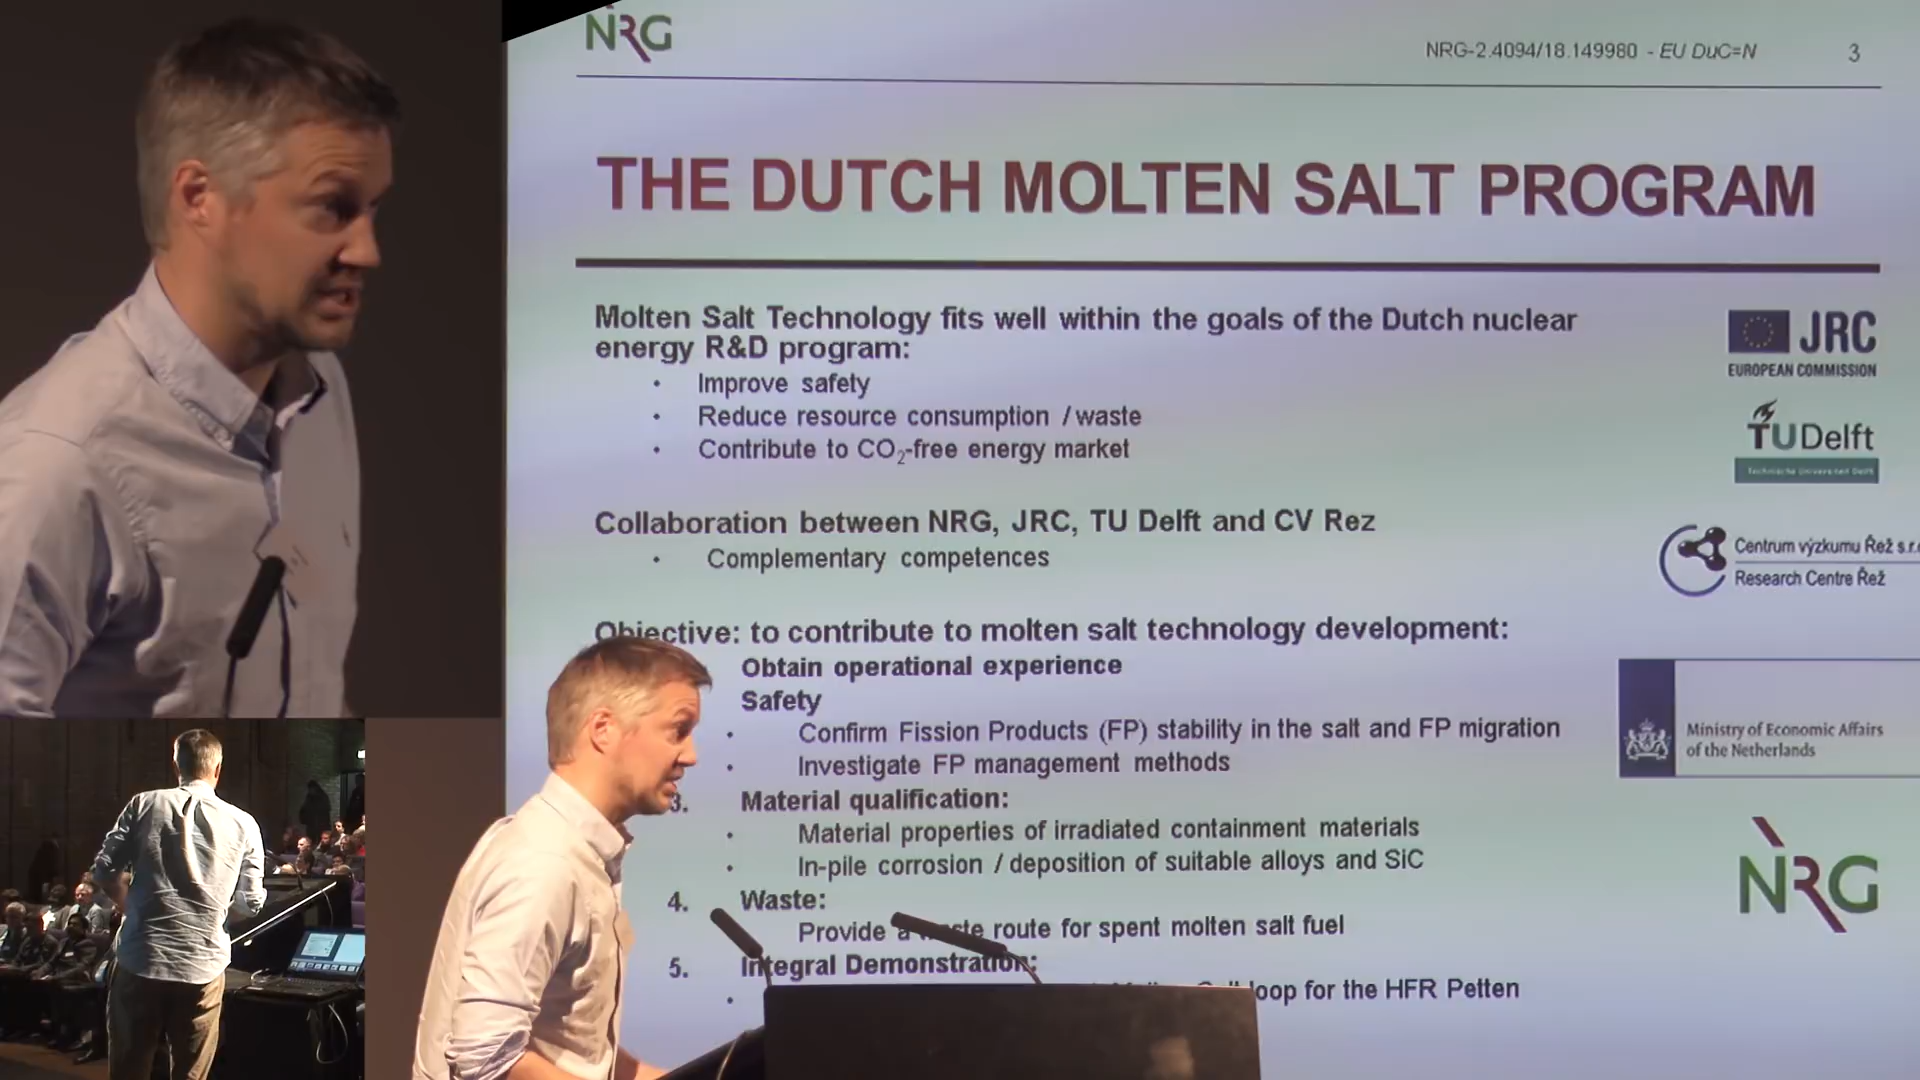 NRG
NRG-2.4094/18.149980 - EU DuC=N 3
THE DUTCH MOLTEN SALT PROGRAM
Molten Salt Technology fits well within the goals of the Dutch nuclear
energy R&D program:
• Improve safety
• Reduce resource consumption / waste
• Contribute to CO₂-free energy market
JRC
EUROPEAN COMMISSION
TU Delft
Technische Universiteit Delft
Collaboration between NRG, JRC, TU Delft and CV Rez
• Complementary competences
Centrum výzkumu Řež s.r.
Research Centre Řež
Objective: to contribute to molten salt technology development:
Obtain operational experience
Safety
• Confirm Fission Products (FP) stability in the salt and FP migration
• Investigate FP management methods
3. Material qualification:
• Material properties of irradiated containment materials
• In-pile corrosion / deposition of suitable alloys and SiC
4. Waste:
Provide a waste route for spent molten salt fuel
5. Integral Demonstration:
• loop for the HFR Petten
Ministry of Economic Affairs
of the Netherlands
NRG